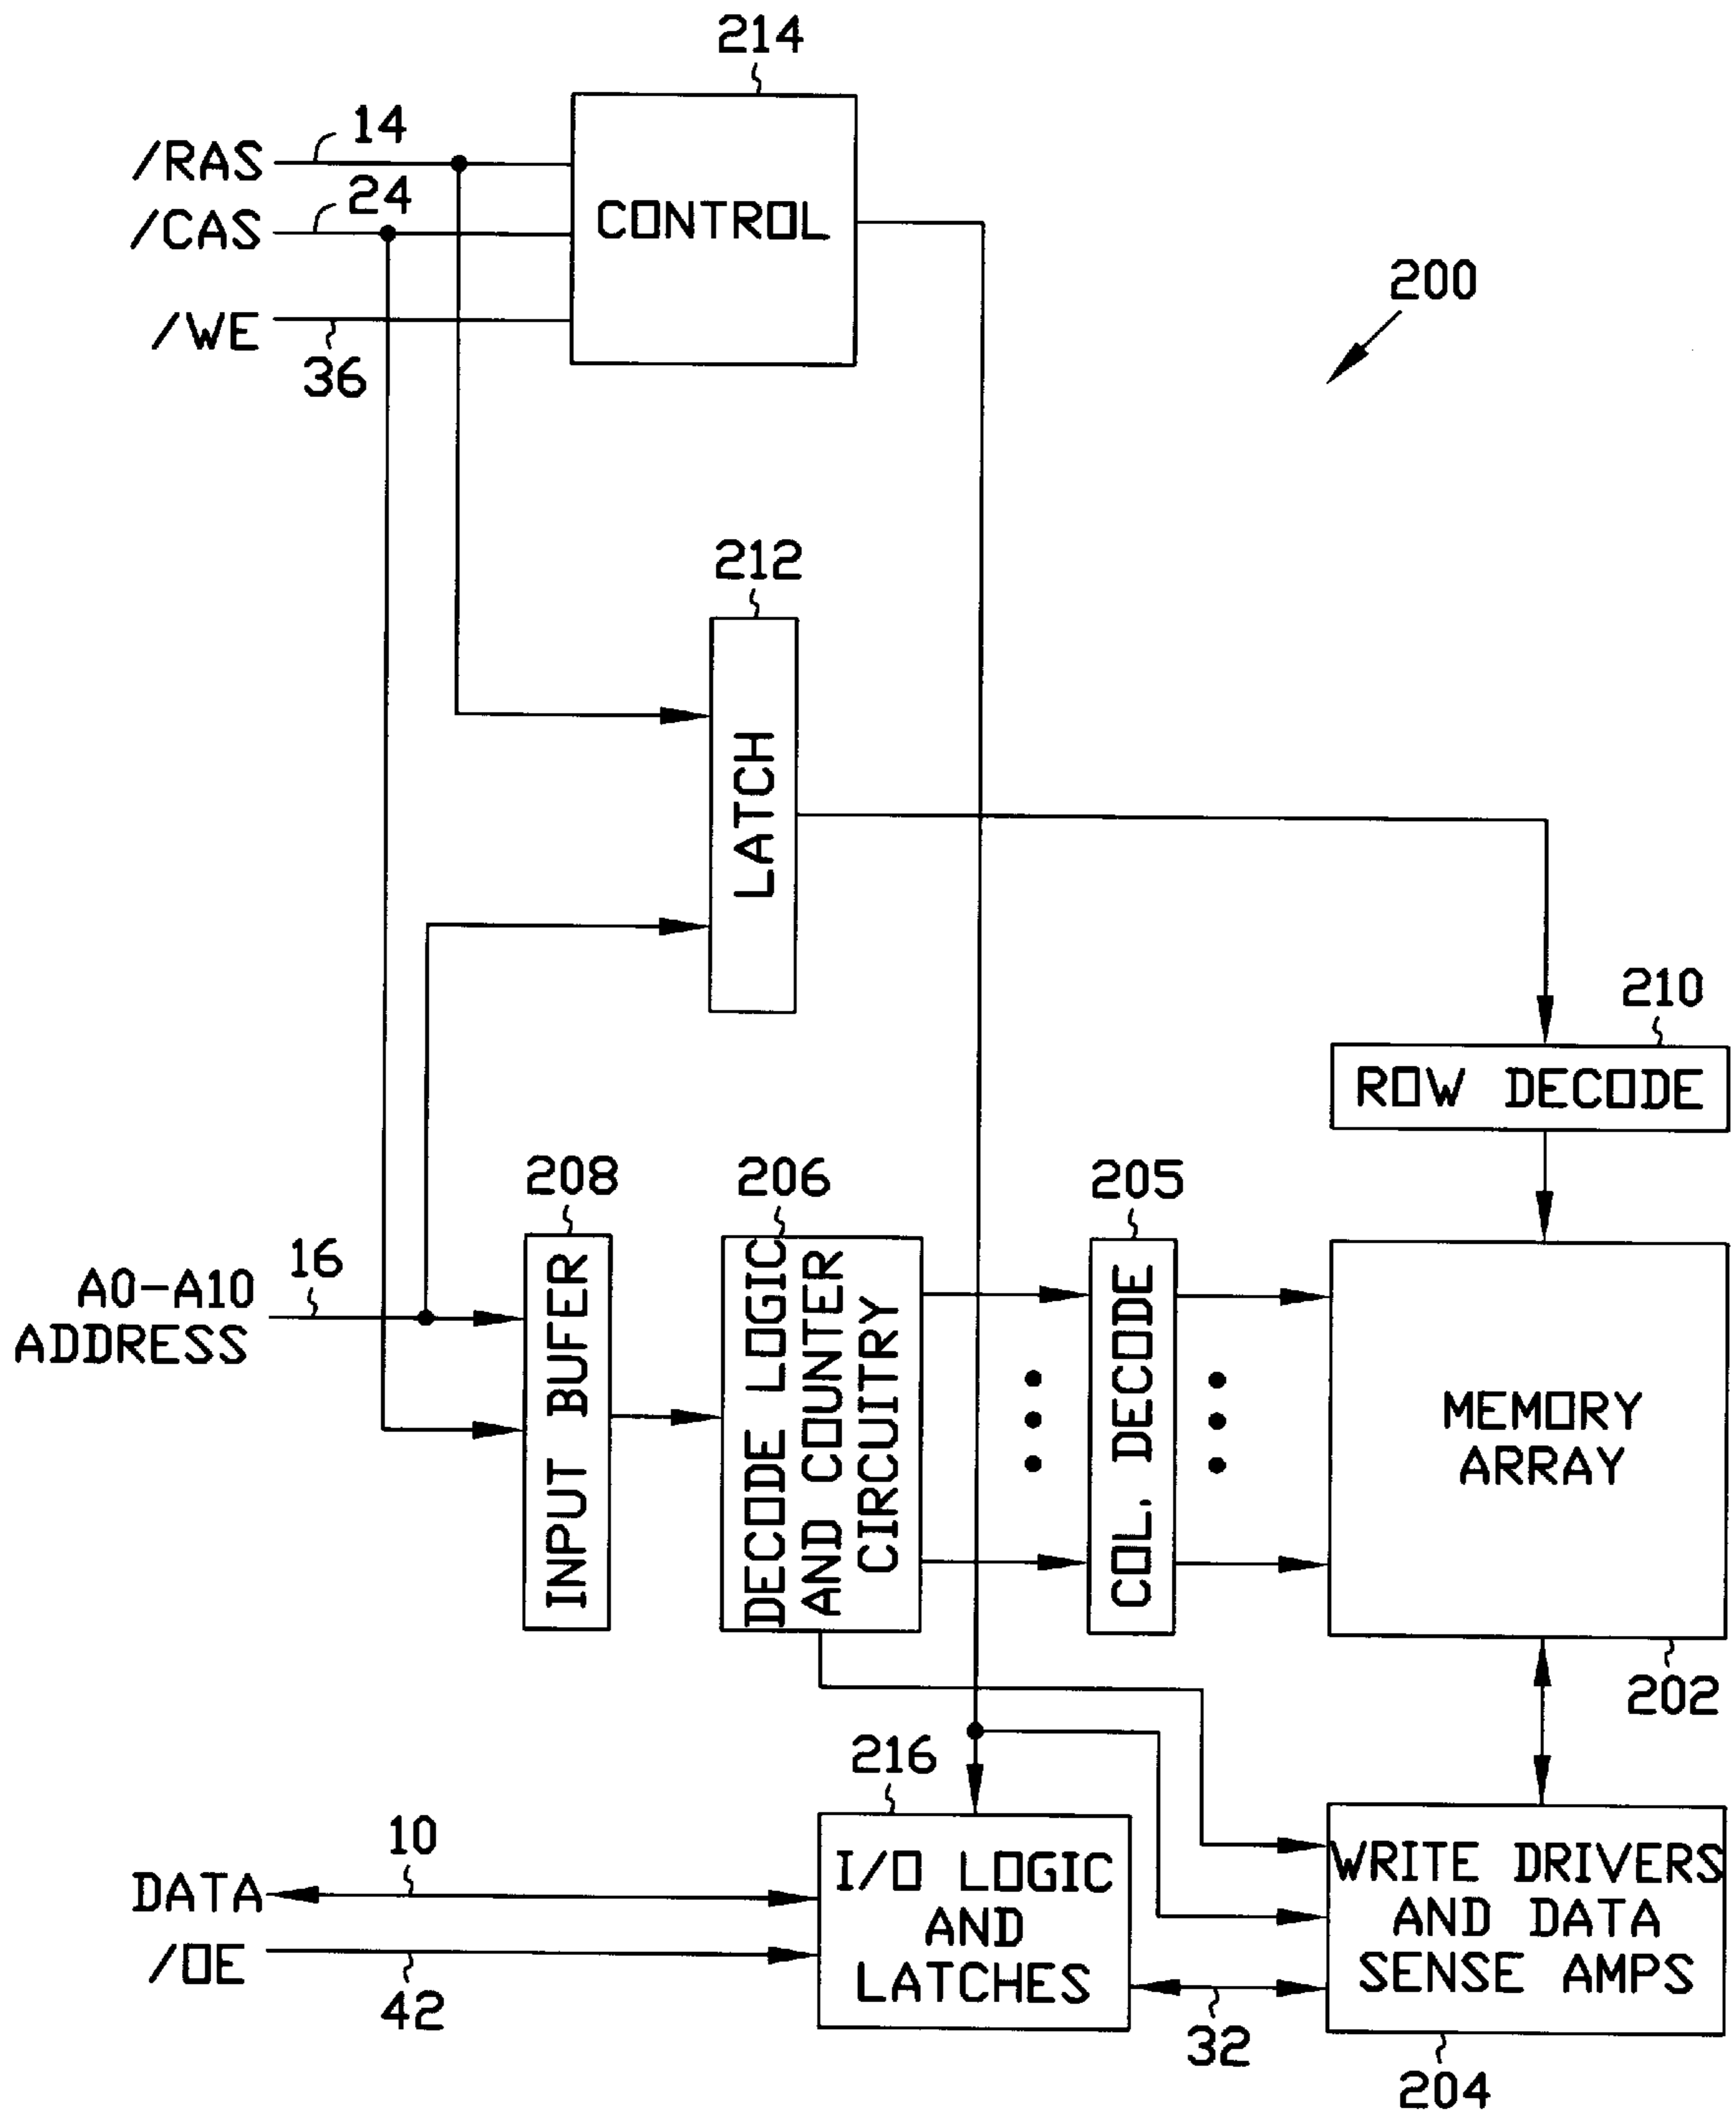 214
/RAS
14
/CAS
24
CONTROL
/WE
36
200
212
LATCH
210
ROW DECODE
208
206
205
A0-A10
ADDRESS
16
INPUT BUFFER
DECODE LOGIC
AND COUNTER
CIRCUITRY
COL. DECODE
MEMORY
ARRAY
202
216
DATA
10
/OE
42
I/O LOGIC
AND
LATCHES
32
WRITE DRIVERS
AND DATA
SENSE AMPS
204